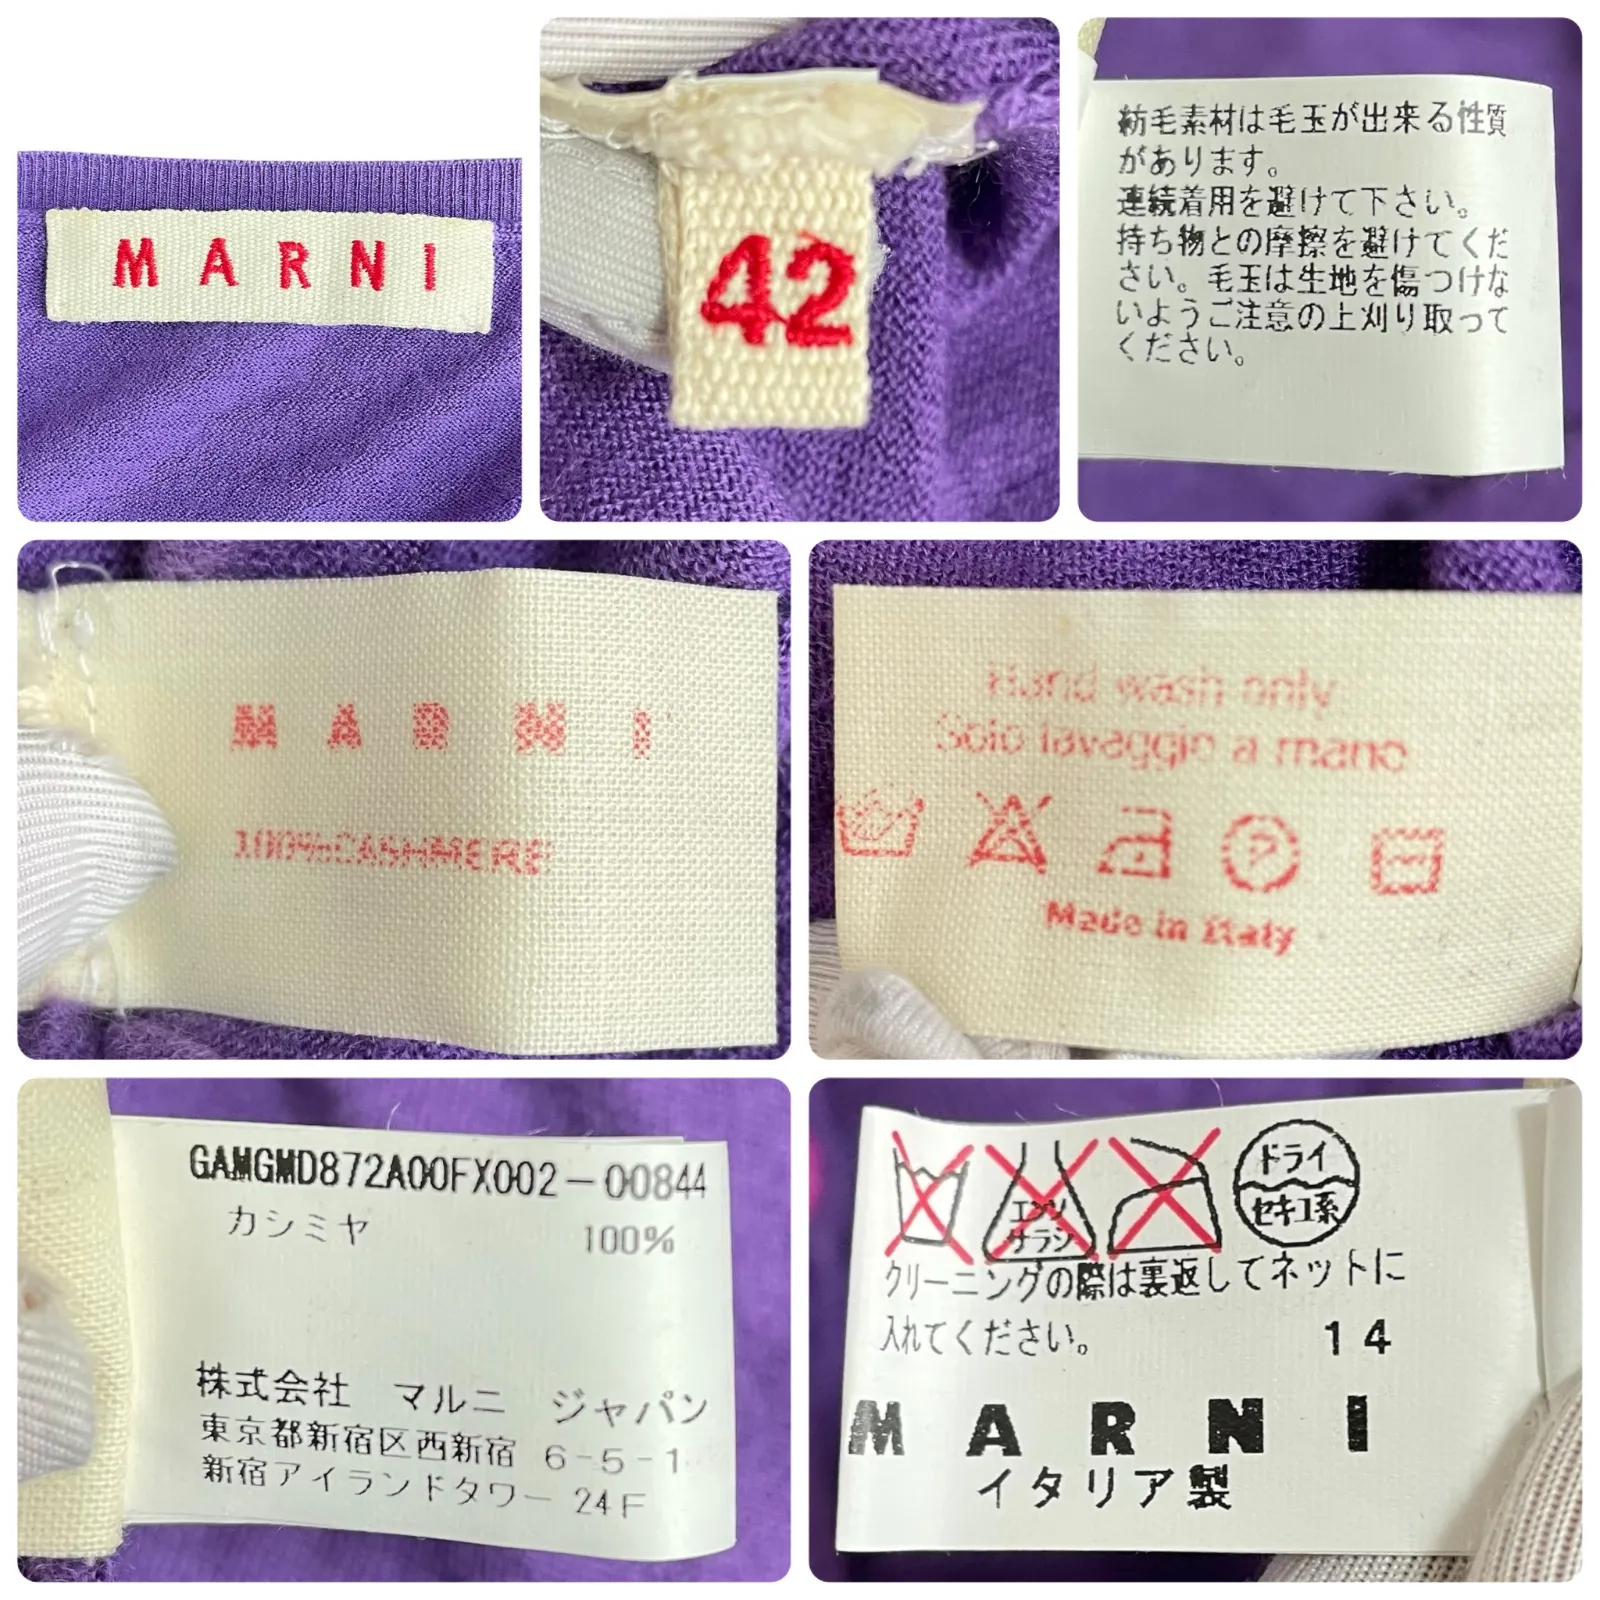 MARNI
42
紡毛素材は毛玉が出来る性質
があります。
連続着用を避けて下さい。
持ち物との摩擦を避けてくだ
さい。毛玉は生地を傷つけな
いようご注意の上刈り取って
ください。
MARNI
100%CASHMERE
Hand wash only
Solo lavaggio a mano
P
Made in Italy
GAMGMD872A00FX002-00844
カシミヤ 100%
株式会社 マルニ ジャパン
東京都新宿区西新宿 6-5-1
新宿アイランドタワー 24F
エンソ
サラシ
ドライ
セキユ系
クリーニングの際は裏返してネットに
入れてください。 14
MARNI
イタリア製